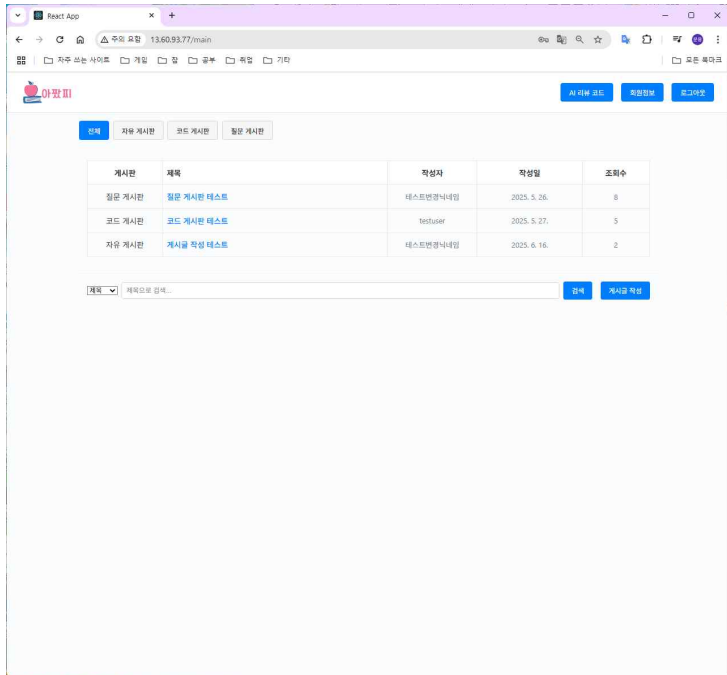 React App
주의 요함 13.60.93.77/main
자주 쓰는 사이트 게임 잡 공부 취업 기타 모든 북마크
아팠피 AI 리뷰 코드 회원정보 로그아웃
전체 자유 게시판 코드 게시판 질문 게시판
게시판 제목 작성자 작성일 조회수
질문 게시판 질문 게시판 테스트 테스트변경닉네임 2025. 5. 26. 8
코드 게시판 코드 게시판 테스트 testuser 2025. 5. 27. 5
자유 게시판 게시글 작성 테스트 테스트변경닉네임 2025. 6. 16. 2
제목 제목으로 검색... 검색 게시글 작성